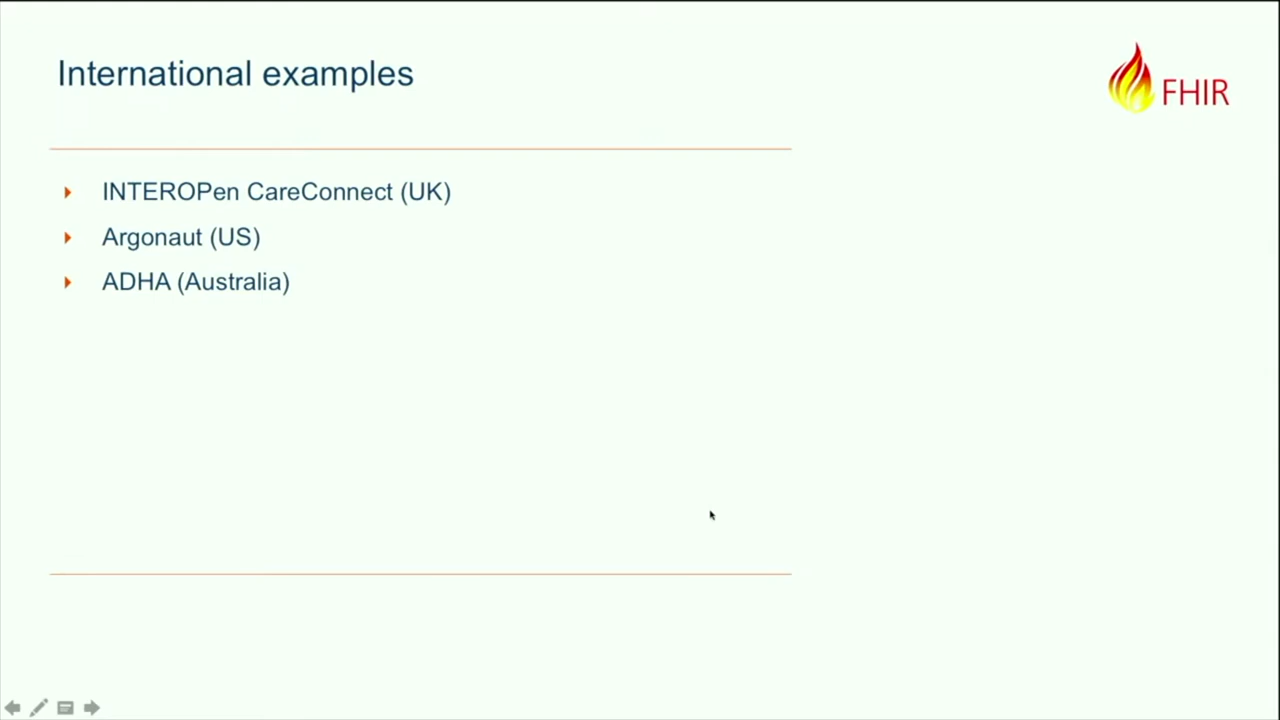 International examples
FHIR
INTEROPen CareConnect (UK)
Argonaut (US)
ADHA (Australia)